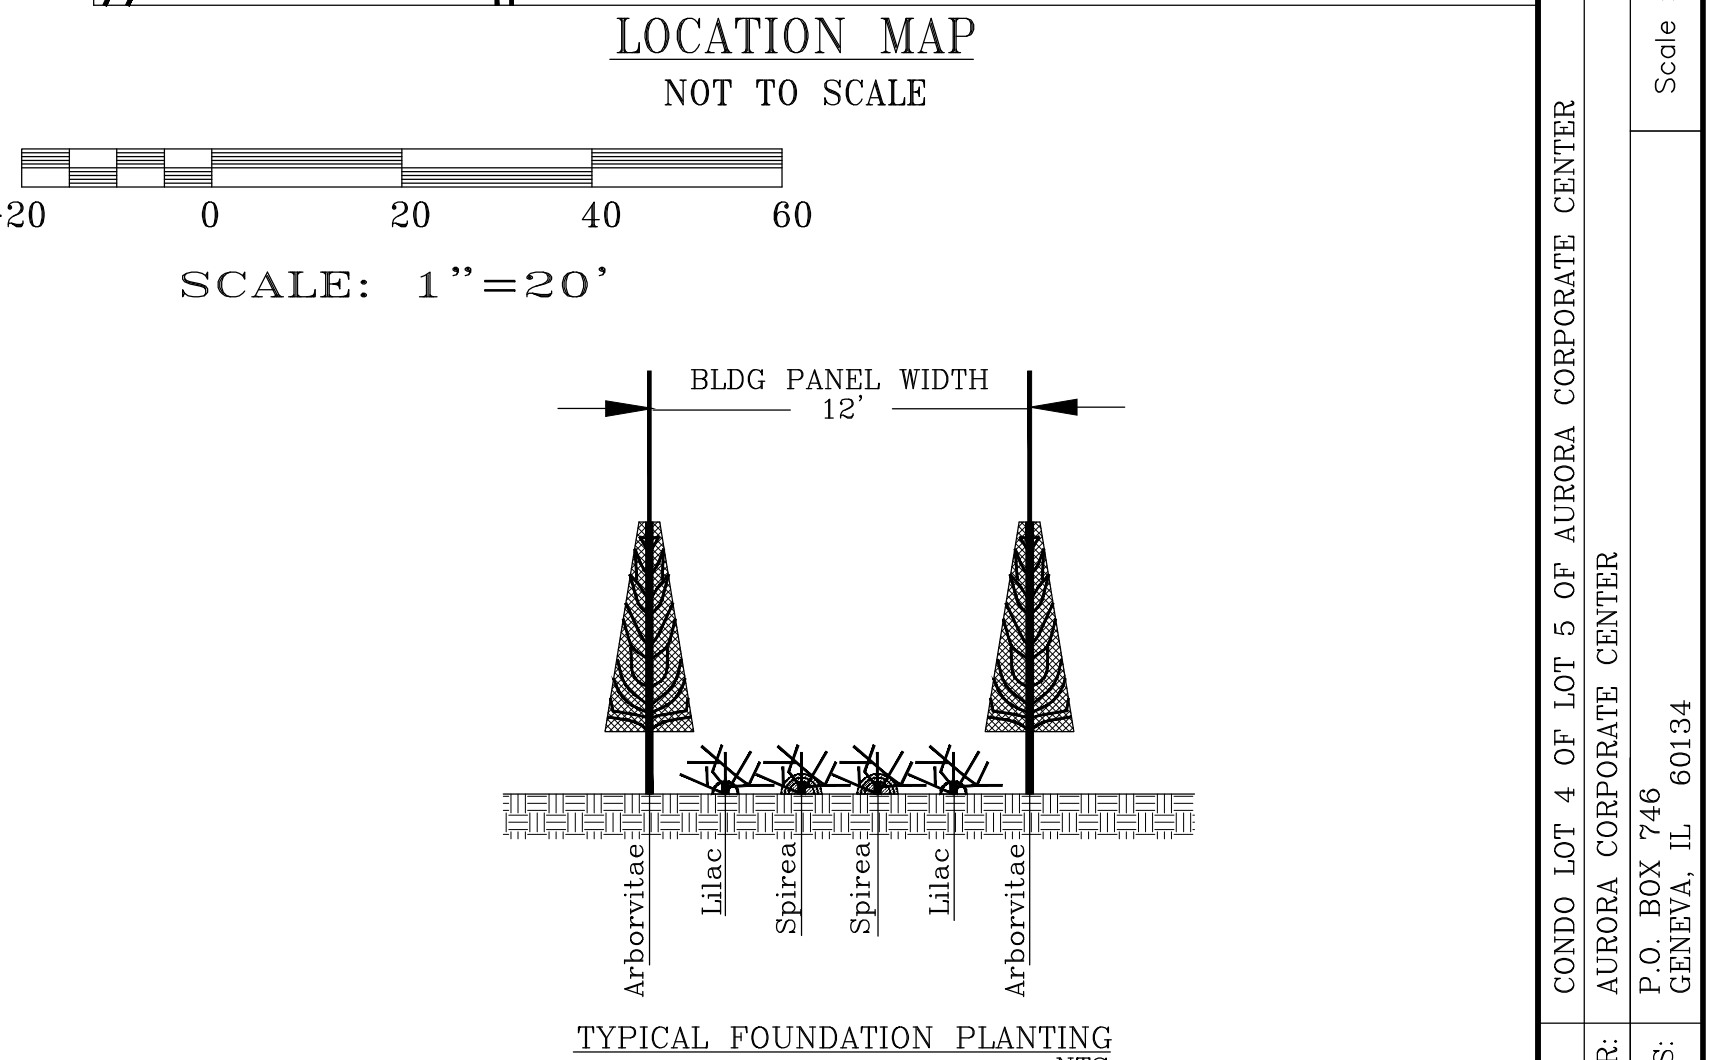 LOCATION MAP
NOT TO SCALE
-20 0 20 40 60
SCALE: 1"=20'
BLDG PANEL WIDTH
12'
Arborvitae
Lilac
Spirea
Spirea
Lilac
Arborvitae
TYPICAL FOUNDATION PLANTING
NTS
CONDO LOT 4 OF LOT 5 OF AURORA CORPORATE CENTER
AURORA CORPORATE CENTER
P.O. BOX 746
GENEVA, IL 60134
Scale